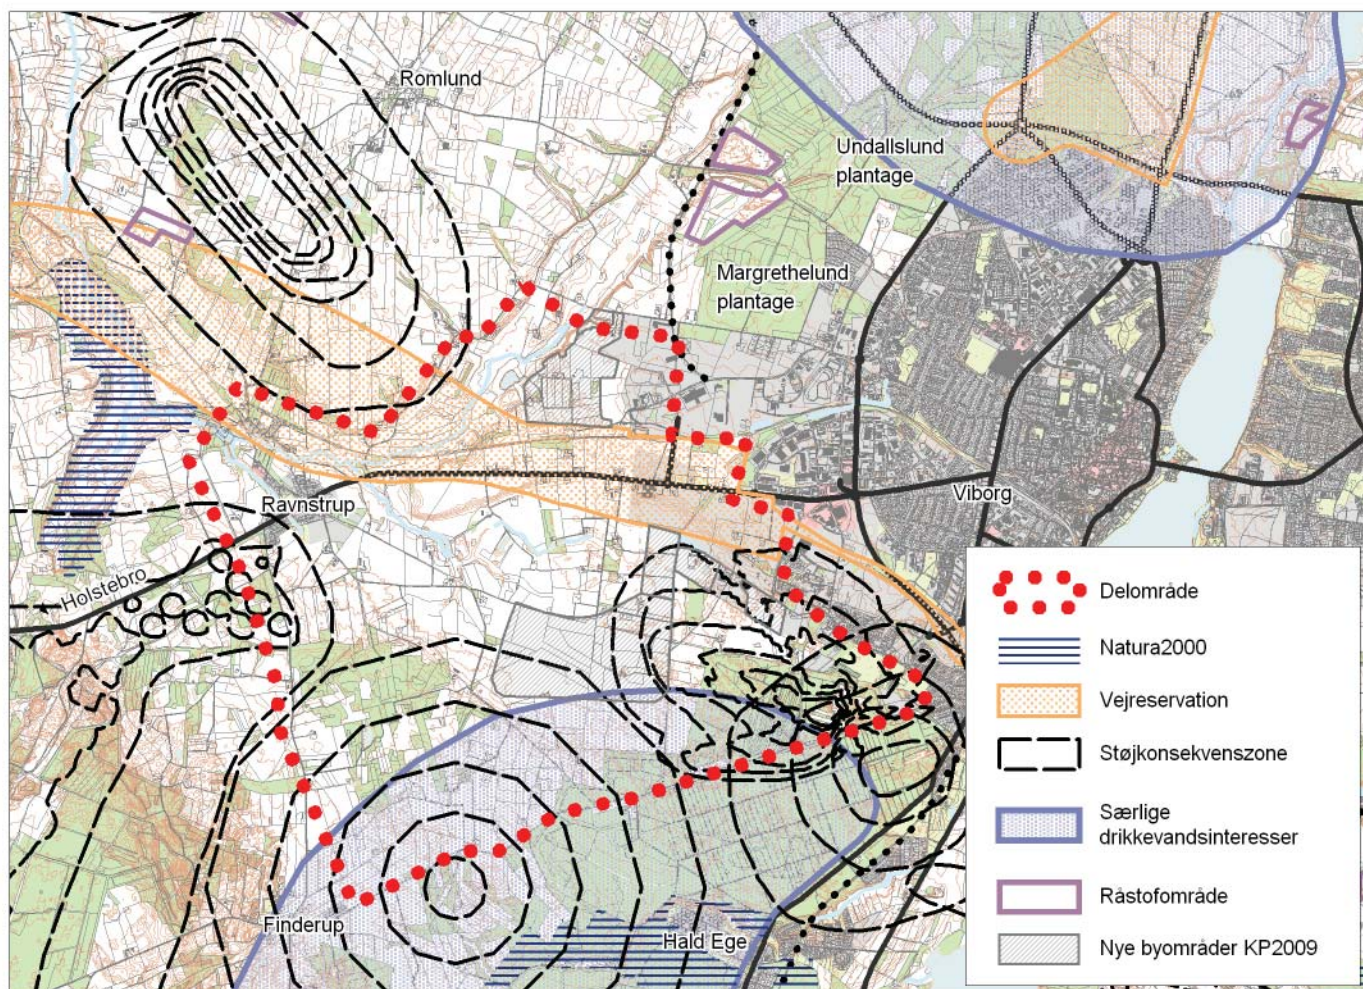 Romlund
Undallslund
plantage
Margrethelund
plantage
Ravnstrup
Viborg
Holstebro
Finderup
Hald Ege
Delområde
Natura2000
Vejreservation
Støjkonsekvenszone
Særlige
drikkevandsinteresser
Råstofområde
Nye byområder KP2009